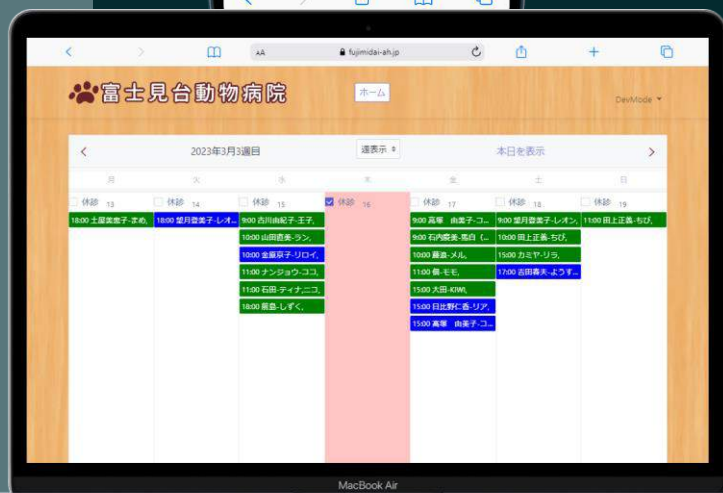 AA fujimidai-ah.jp
富士見台動物病院 ホーム DevMode
2023年3月3週目 週表示 本日を表示
月 火 水 木 金 土 日
休診 13 休診 14 休診 15 休診 16 休診 17 休診 18 休診 19
18:00 土屋美恵子-まめ, 18:00 望月登美子-レオ... 9:00 古川由紀子-王子, 9:00 高塚 由美子-コ... 9:00 望月登美子-レオン, 11:00 田上正義-ちび,
10:00 山田直美-ラン, 9:00 石内 10:00 田上正義-ちび,
10:00 金原京子-リロイ, 10:00 藤浪-メル, 15:00 カミヤ-リラ,
11:00 ナンジョウ-ココ, 11:00 -モモ, 17:00 吉田春夫-ようす...
11:00 石田-ティナ,ニコ, 15:00 大田-KIWI,
18:00 飯島-しずく, 15:00 日比野仁香-リア,
15:00 高塚 由美子-コ...
MacBook Air